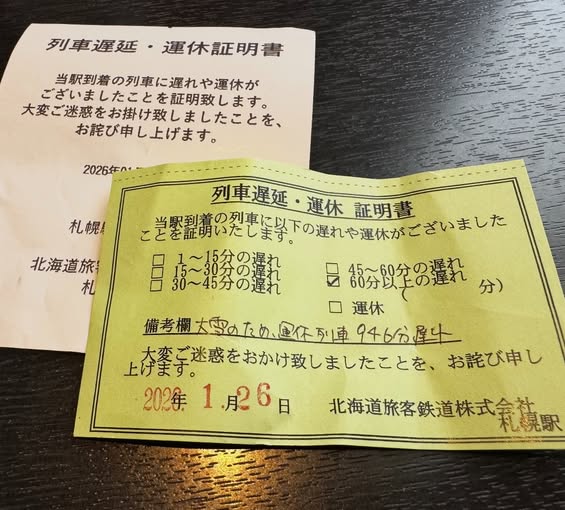 列車遅延・運休証明書
当駅到着の列車に遅れや運休が
ございましたことを証明致します。
大変ご迷惑をお掛け致しましたことを、
お詫び申し上げます。
2026年01
札幌駅
北海道旅客
札
列車遅延・運休 証明書
当駅到着の列車に以下の遅れや運休がございました
ことを証明いたします。
□ 1～15分の遅れ
□ 15～30分の遅れ
□ 30～45分の遅れ
□ 45～60分の遅れ
☑ 60分以上の遅れ
( 分)
□ 運休
備考欄 大雪のため、運休列車 946分遅れ
大変ご迷惑をおかけ致しましたことを、お詫び申し
上げます。
2026年 1月26日
北海道旅客鉄道株式会社
札幌駅